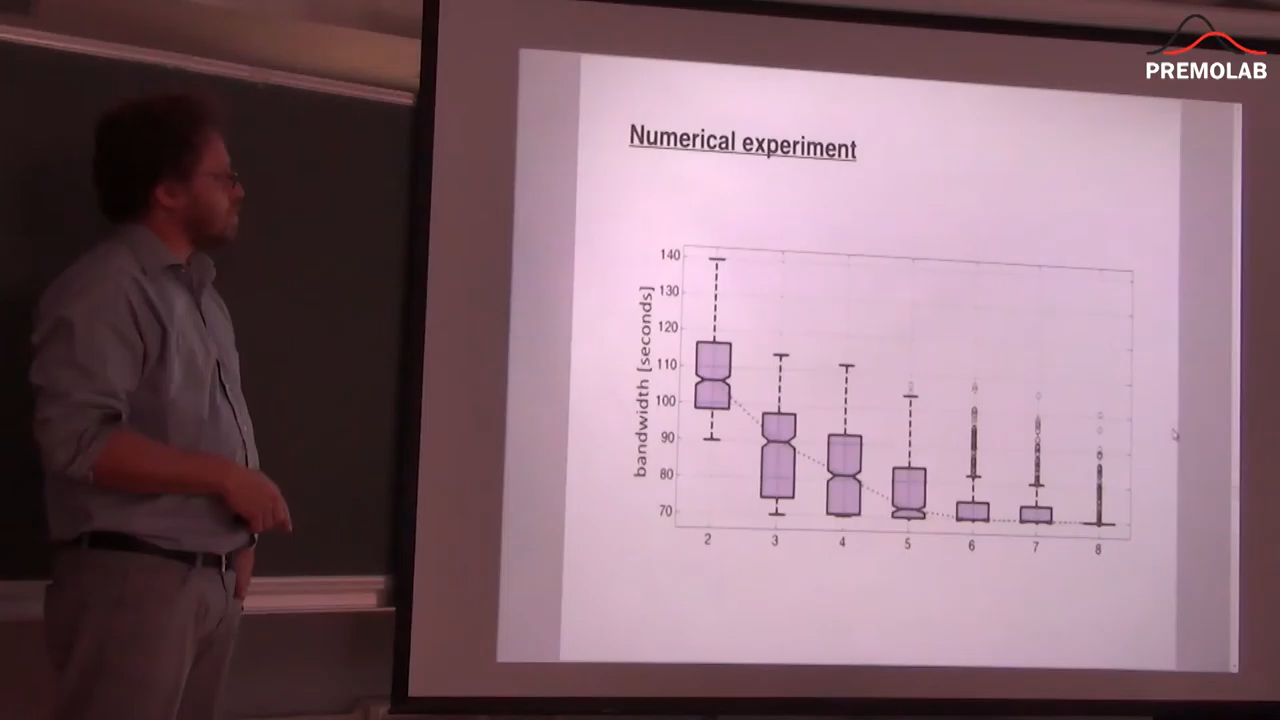 PREMOLAB
Numerical experiment
bandwidth [seconds]
140
130
120
110
100
90
80
70
2 3 4 5 6 7 8